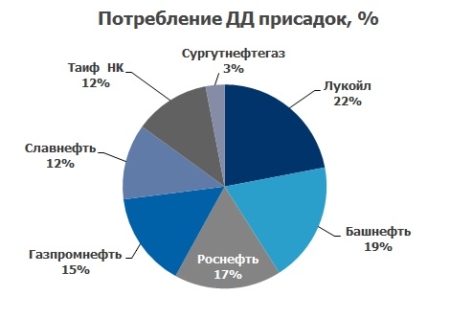 Потребление ДД присадок, %
Сургутнефтегаз
3%
Таиф НК
12%
Лукойл
22%
Славнефть
12%
Башнефть
19%
Газпромнефть
15%
Роснефть
17%